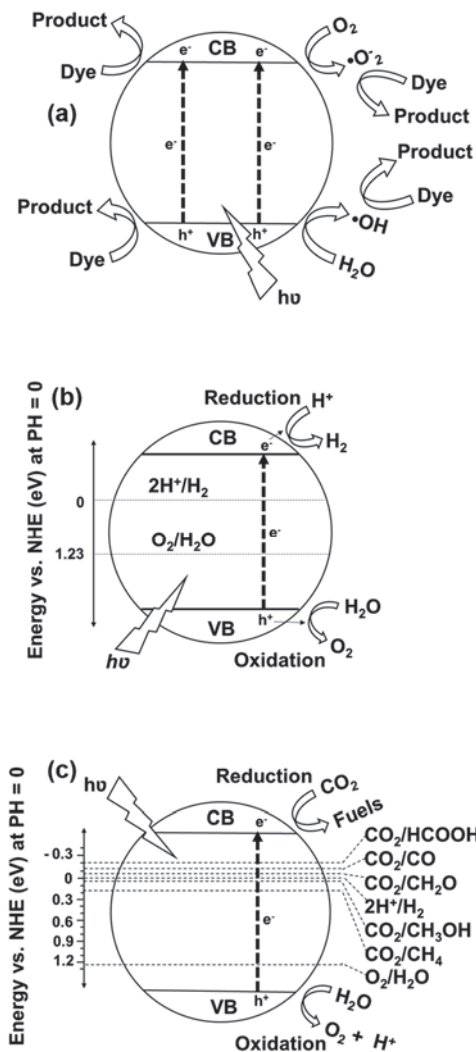 Product
CB
O₂
e⁻
e⁻
•O⁻₂
Dye
Dye
(a)
Product
e⁻
e⁻
Product
Product
Dye
•OH
h⁺
VB
h⁺
Dye
H₂O
hυ
(b)
Reduction
H⁺
CB
e⁻
H₂
Energy vs. NHE (eV) at PH = 0
2H⁺/H₂
0
O₂/H₂O
e⁻
1.23
H₂O
h⁺
VB
hυ
O₂
Oxidation
(c)
hυ
Reduction
CO₂
CB
e⁻
Fuels
Energy vs. NHE (eV) at PH = 0
- 0.3
0
0.3
0.6
0.9
1.2
e⁻
CO₂/HCOOH
CO₂/CO
CO₂/CH₂O
2H⁺/H₂
CO₂/CH₃OH
CO₂/CH₄
O₂/H₂O
VB
h⁺
H₂O
O₂ + H⁺
Oxidation